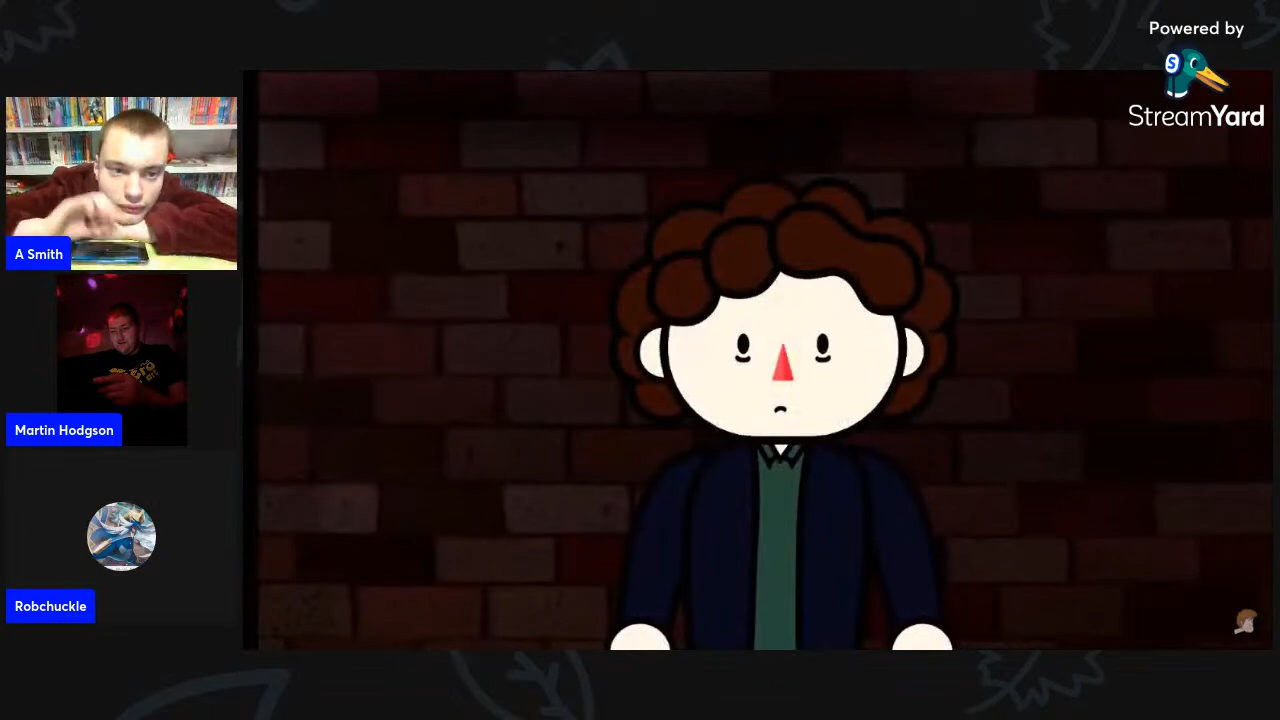 Powered by
StreamYard
A Smith
Martin Hodgson
Robchuckle